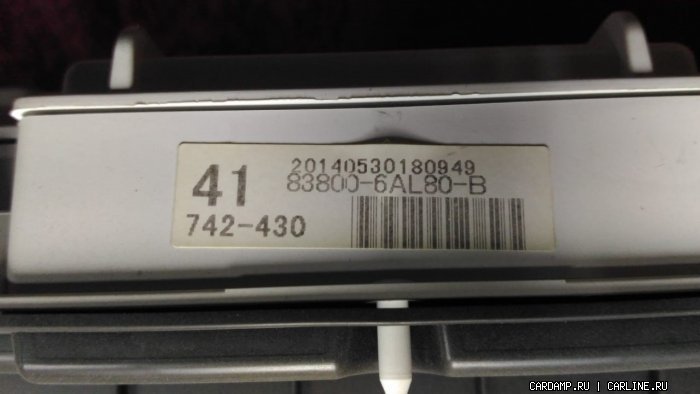 41
20140530180949
83800-6AL80-B
742-430
CARDAMP.RU | CARLINE.RU